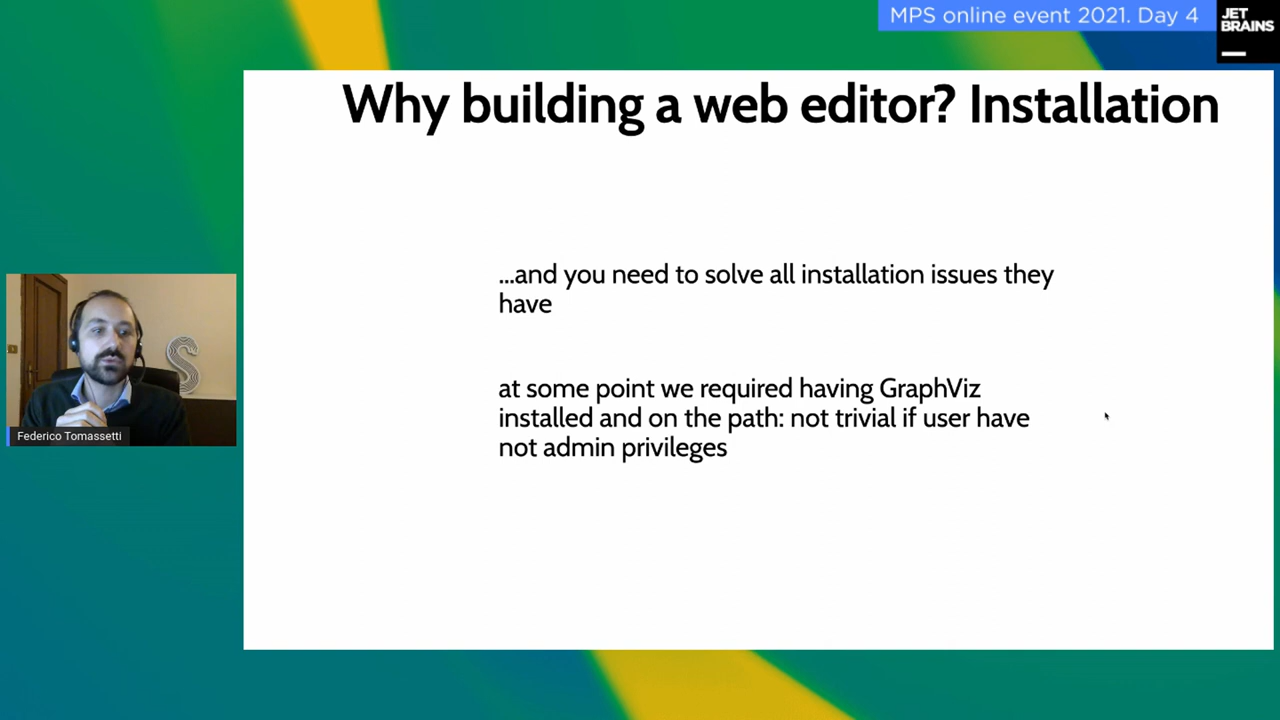 MPS online event 2021. Day 4
JET
BRAINS
Why building a web editor? Installation
...and you need to solve all installation issues they
have
at some point we required having GraphViz
installed and on the path: not trivial if user have
not admin privileges
Federico Tomassetti